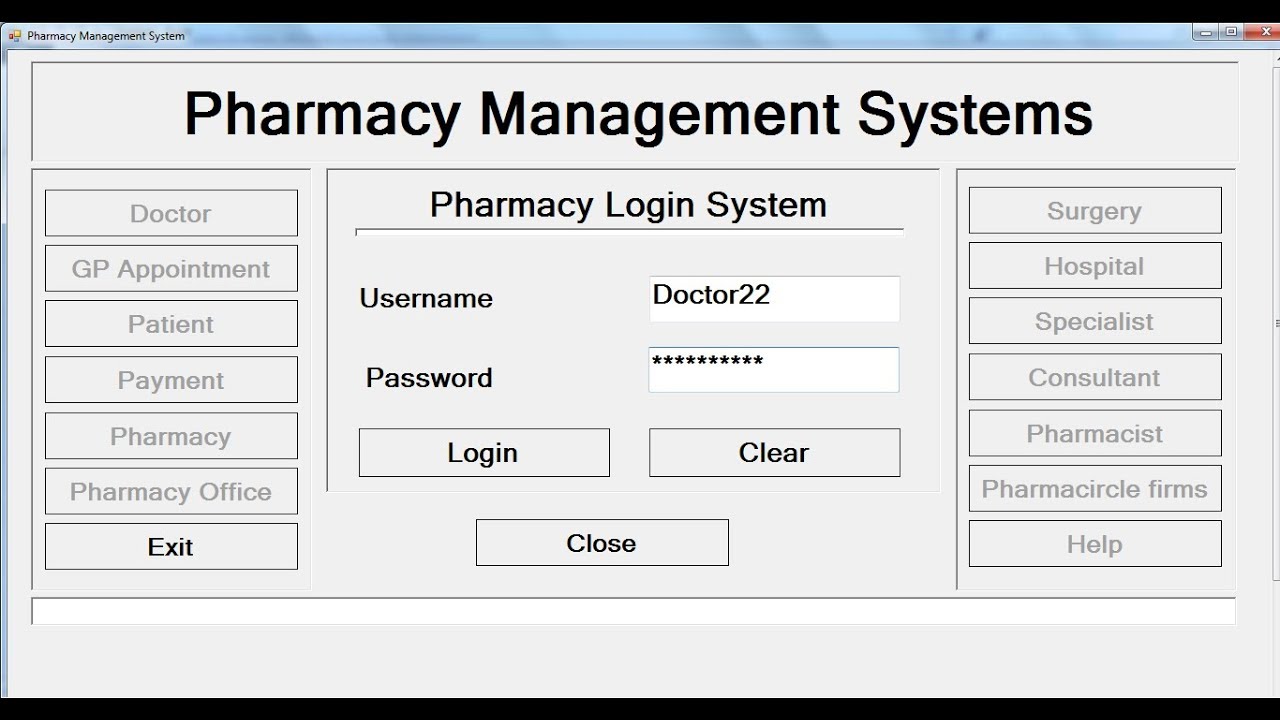 Pharmacy Management System
Pharmacy Management Systems
Doctor
GP Appointment
Patient
Payment
Pharmacy
Pharmacy Office
Exit
Pharmacy Login System
Username
Doctor22
Password
**********
Login
Clear
Close
Surgery
Hospital
Specialist
Consultant
Pharmacist
Pharmacircle firms
Help